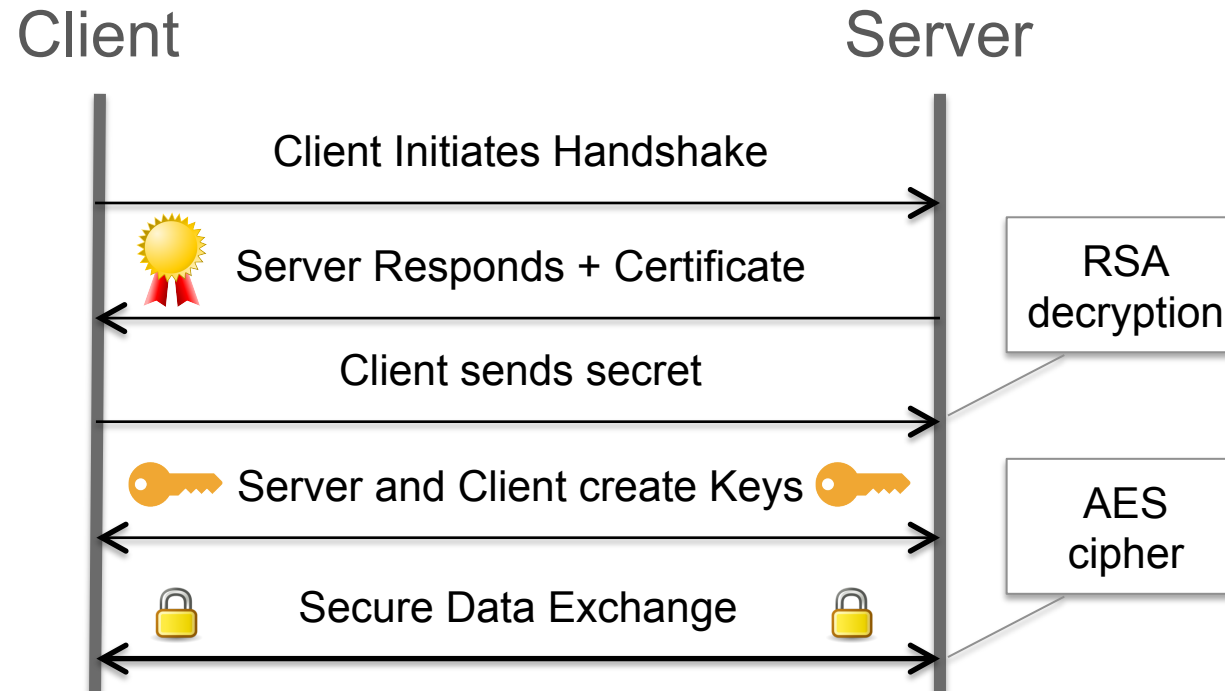 Client
Server
Client Initiates Handshake
Server Responds + Certificate
RSA
decryption
Client sends secret
Server and Client create Keys
AES
cipher
Secure Data Exchange